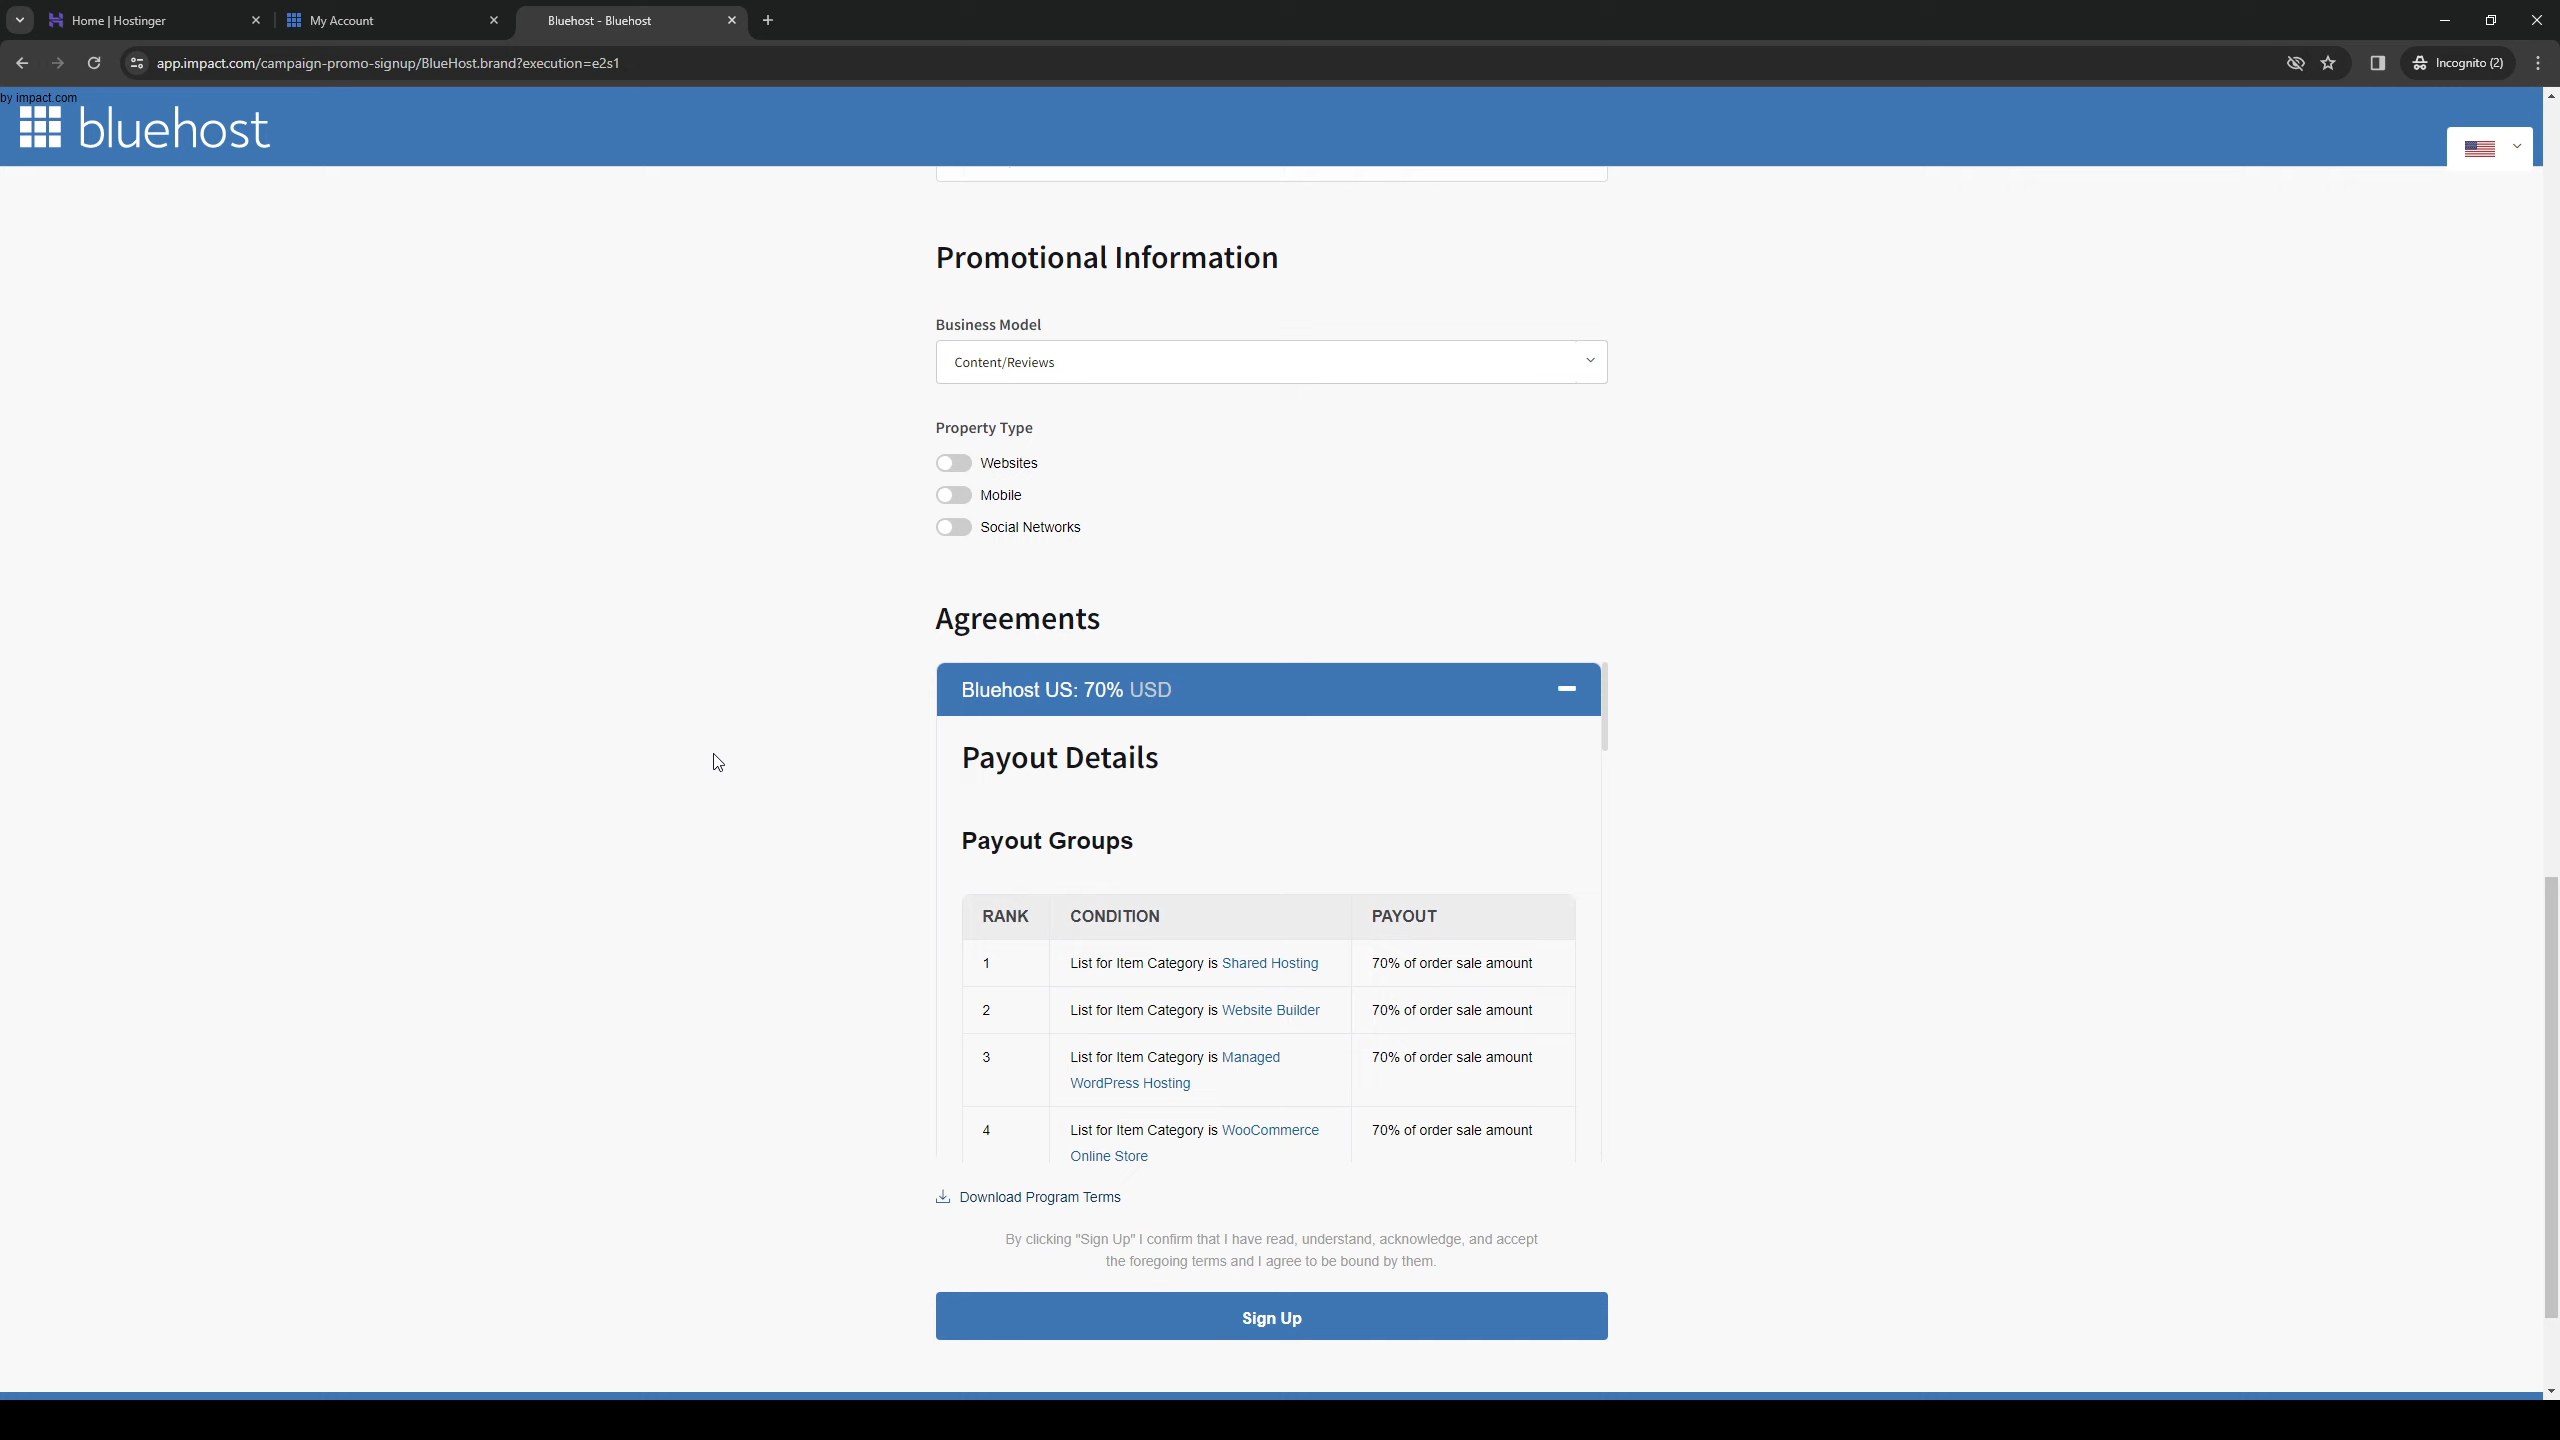 Home | Hostinger
My Account
Bluehost - Bluehost
app.impact.com/campaign-promo-signup/BlueHost.brand?execution=e2s1
Incognito (2)
by impact.com
bluehost
Promotional Information
Business Model
Content/Reviews
Property Type
Websites
Mobile
Social Networks
Agreements
Bluehost US: 70% USD
Payout Details
Payout Groups
RANK CONDITION PAYOUT
1 List for Item Category is Shared Hosting 70% of order sale amount
2 List for Item Category is Website Builder 70% of order sale amount
3 List for Item Category is Managed 70% of order sale amount
WordPress Hosting
4 List for Item Category is WooCommerce 70% of order sale amount
Online Store
Download Program Terms
By clicking "Sign Up" I confirm that I have read, understand, acknowledge, and accept
the foregoing terms and I agree to be bound by them.
Sign Up